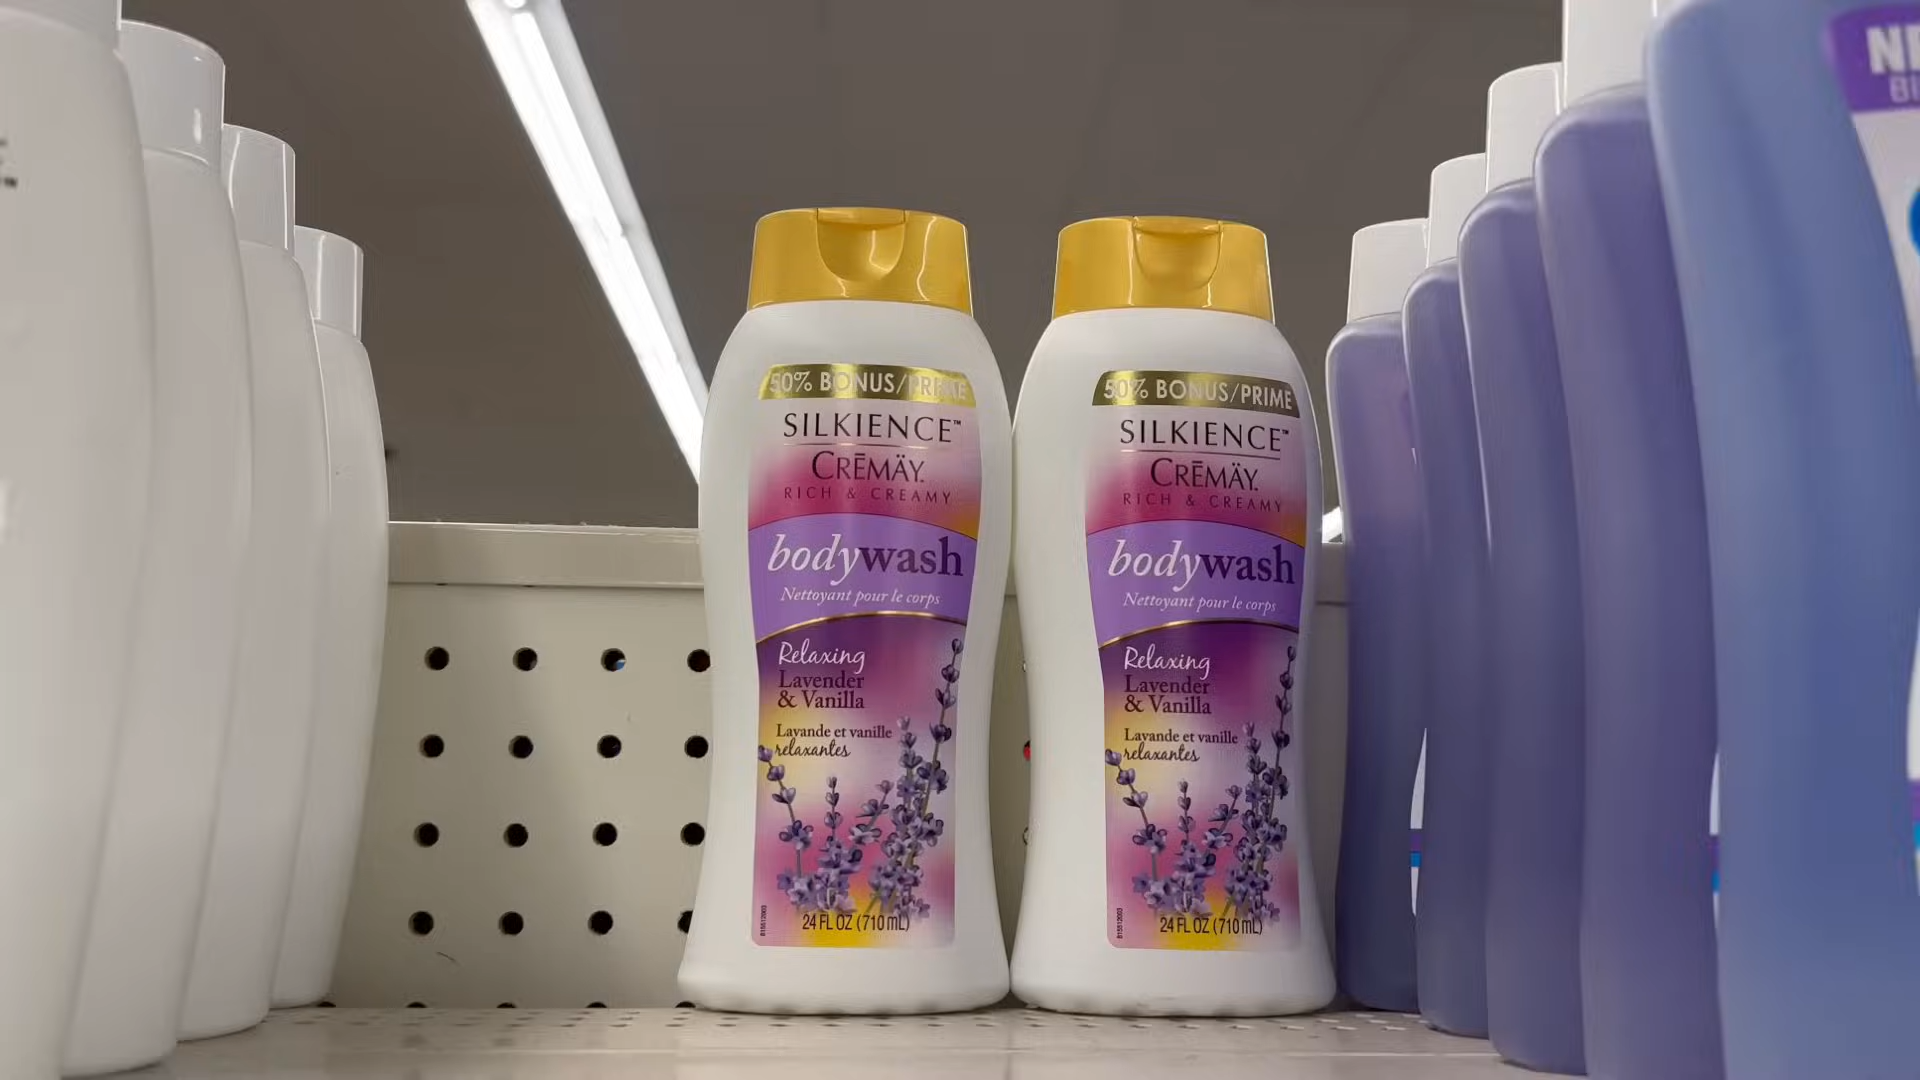 50% BONUS/PRIME
SILKIENCE™
CRĒMÄY.
RICH & CREAMY
bodywash
Nettoyant pour le corps
Relaxing
Lavender
& Vanilla
Lavande et vanille
relaxantes
24 FL OZ (710 mL)
50% BONUS/PRIME
SILKIENCE™
CRĒMÄY.
RICH & CREAMY
bodywash
Nettoyant pour le corps
Relaxing
Lavender
& Vanilla
Lavande et vanille
relaxantes
24 FL OZ (710 mL)